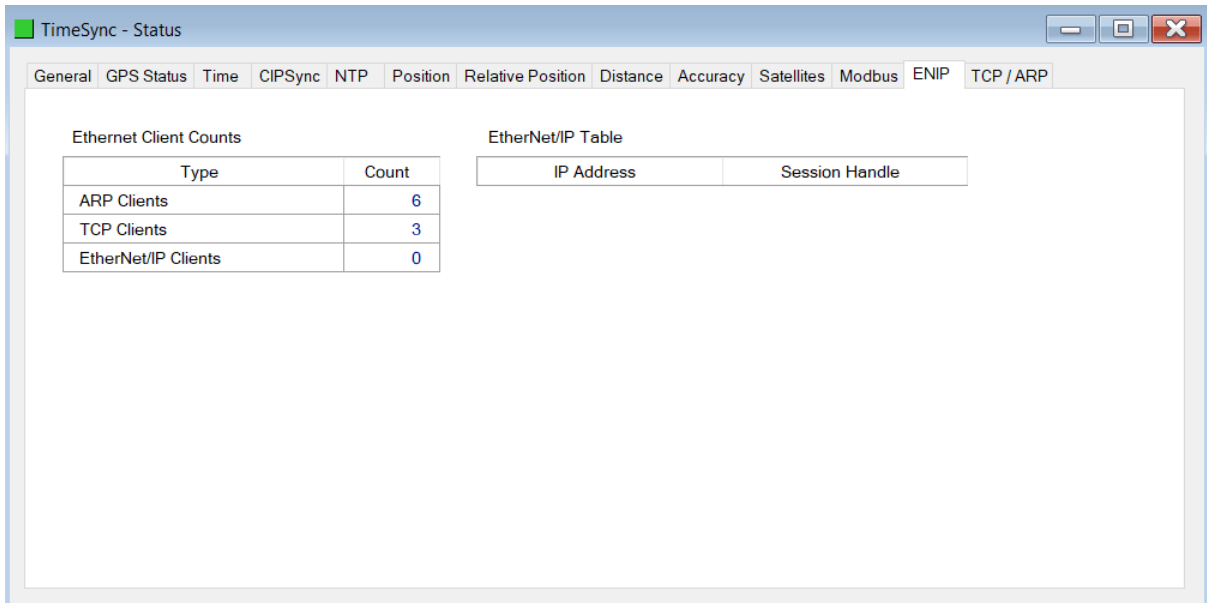 TimeSync - Status
General GPS Status Time CIPSync NTP Position Relative Position Distance Accuracy Satellites Modbus ENIP TCP / ARP
Ethernet Client Counts EtherNet/IP Table
Type Count IP Address Session Handle
ARP Clients 6
TCP Clients 3
EtherNet/IP Clients 0